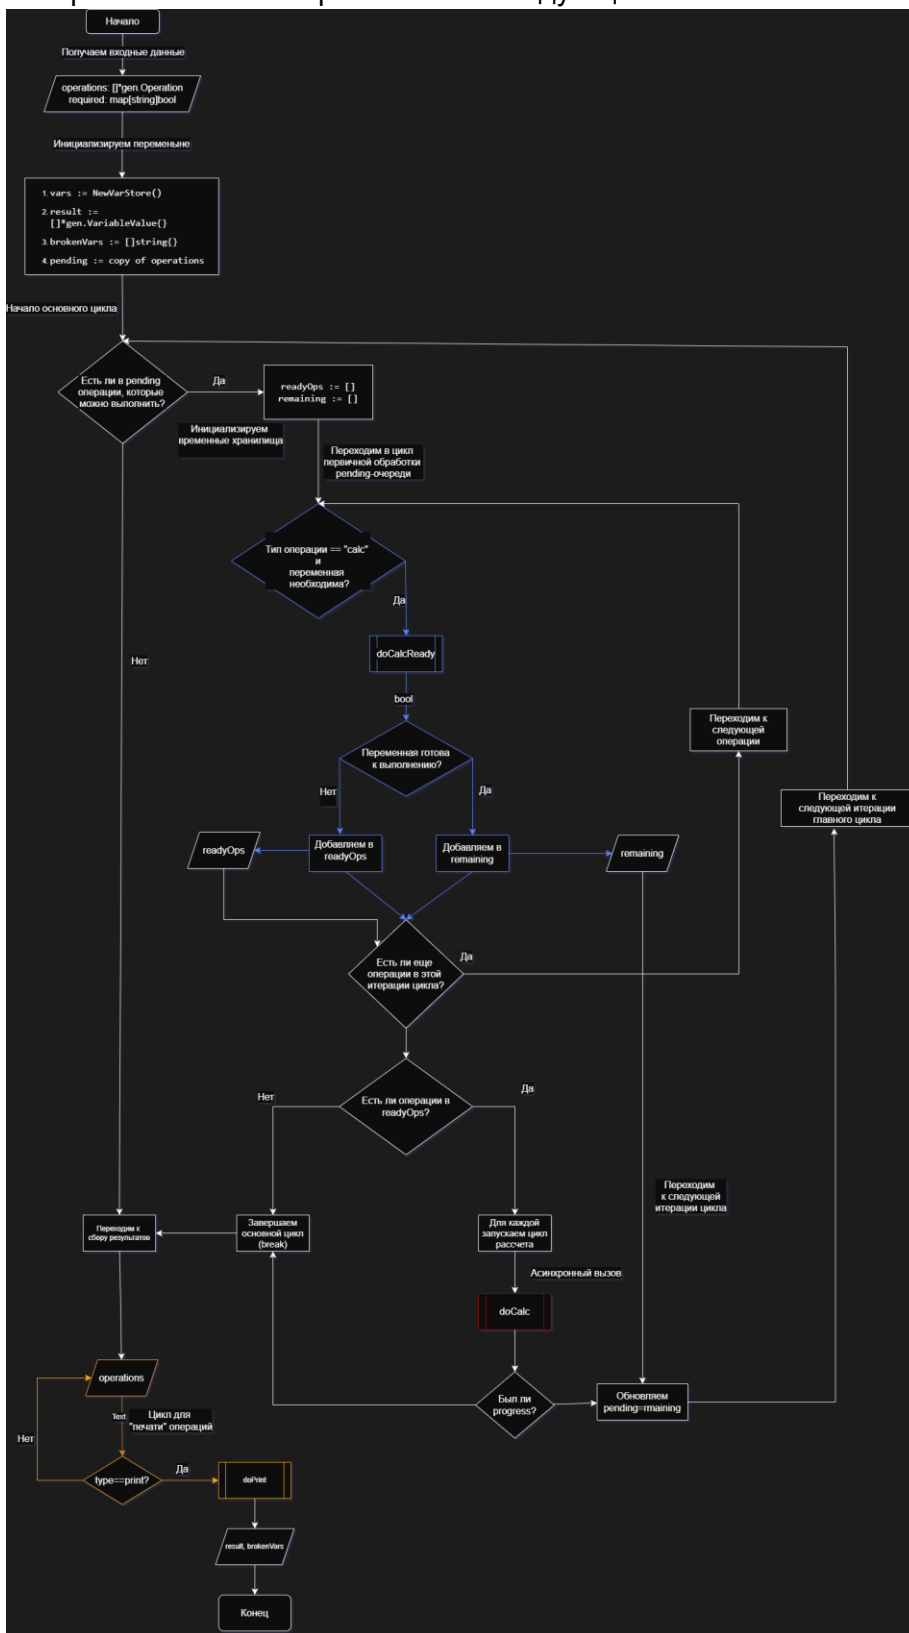 Начало
Получаем входные данные
operations: []*gen.Operation
required: map[string]bool
Инициализируем переменыне
1. vars := NewVarStore()
2. result :=
[]*gen.VariableValue{}
3. brokenVars := []string{}
4. pending := copy of operations
Начало основного цикла
Есть ли в pending
операции, которые
можно выполнить?
Да
readyOps := []
remaining := []
Инициализируем
временные хранилища
Переходим в цикл
первичной обработки
pending-очереди
Тип операции == "calc"
и
переменная
необходима?
Да
doCalcReady
Нет
bool
Переходим к
следующей
операции
Переменная готова
к выполнению?
Нет
Да
Переходим к
следующей итерации
главного цикла
readyOps
Добавляем в
readyOps
Добавляем в
remaining
remaining
Есть ли еще
операции в этой
итерации цикла?
Да
Есть ли операции в
readyOps?
Нет
Да
Переходим
к следующей
итерации цикла
Переходим к
сбору результатов
Завершаем
основной цикл
(break)
Для каждой
запускаем цикл
рассчета
Асинхронный вызов
doCalc
operations
Был ли
progress?
Обновляем
pending=rmaining
Text
Цикл для
"печати" операций
Нет
type==print?
Да
doPrint
result, brokenVars
Конец